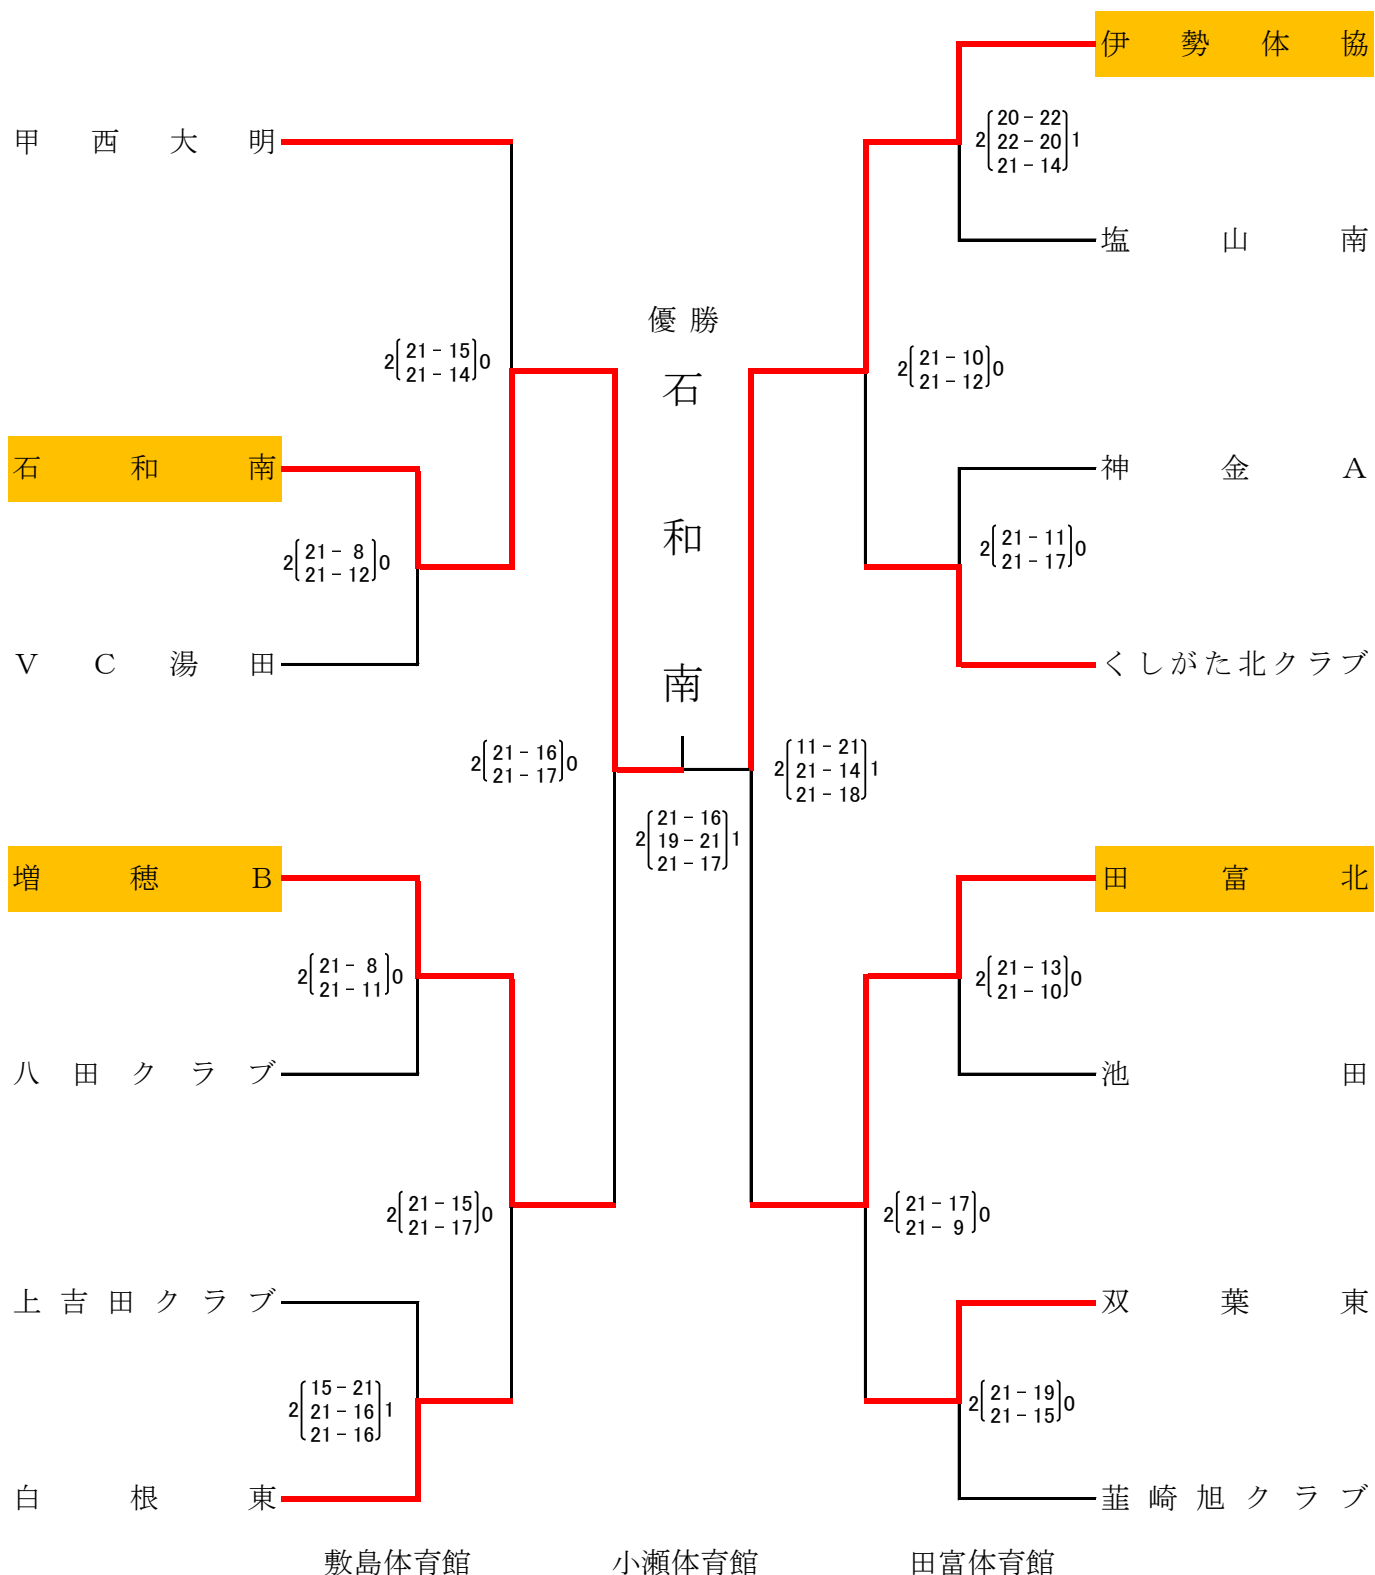 伊勢体協
2 20-22 1
22-20
21-14
甲西大明
塩山南
優勝
石和南
2 21-15 0
21-14
2 21-10 0
21-12
石和南
神金A
2 21-8 0
21-12
2 21-11 0
21-17
VC湯田
くしがた北クラブ
2 21-16 0
21-17
2 11-21 1
21-14
21-18
2 21-16 1
19-21
21-17
増穂B
田富北
2 21-8 0
21-11
2 21-13 0
21-10
八田クラブ
池田
2 21-15 0
21-17
2 21-17 0
21-9
上吉田クラブ
双葉東
2 15-21 1
21-16
21-16
2 21-19 0
21-15
白根東
韮崎旭クラブ
敷島体育館
小瀬体育館
田富体育館